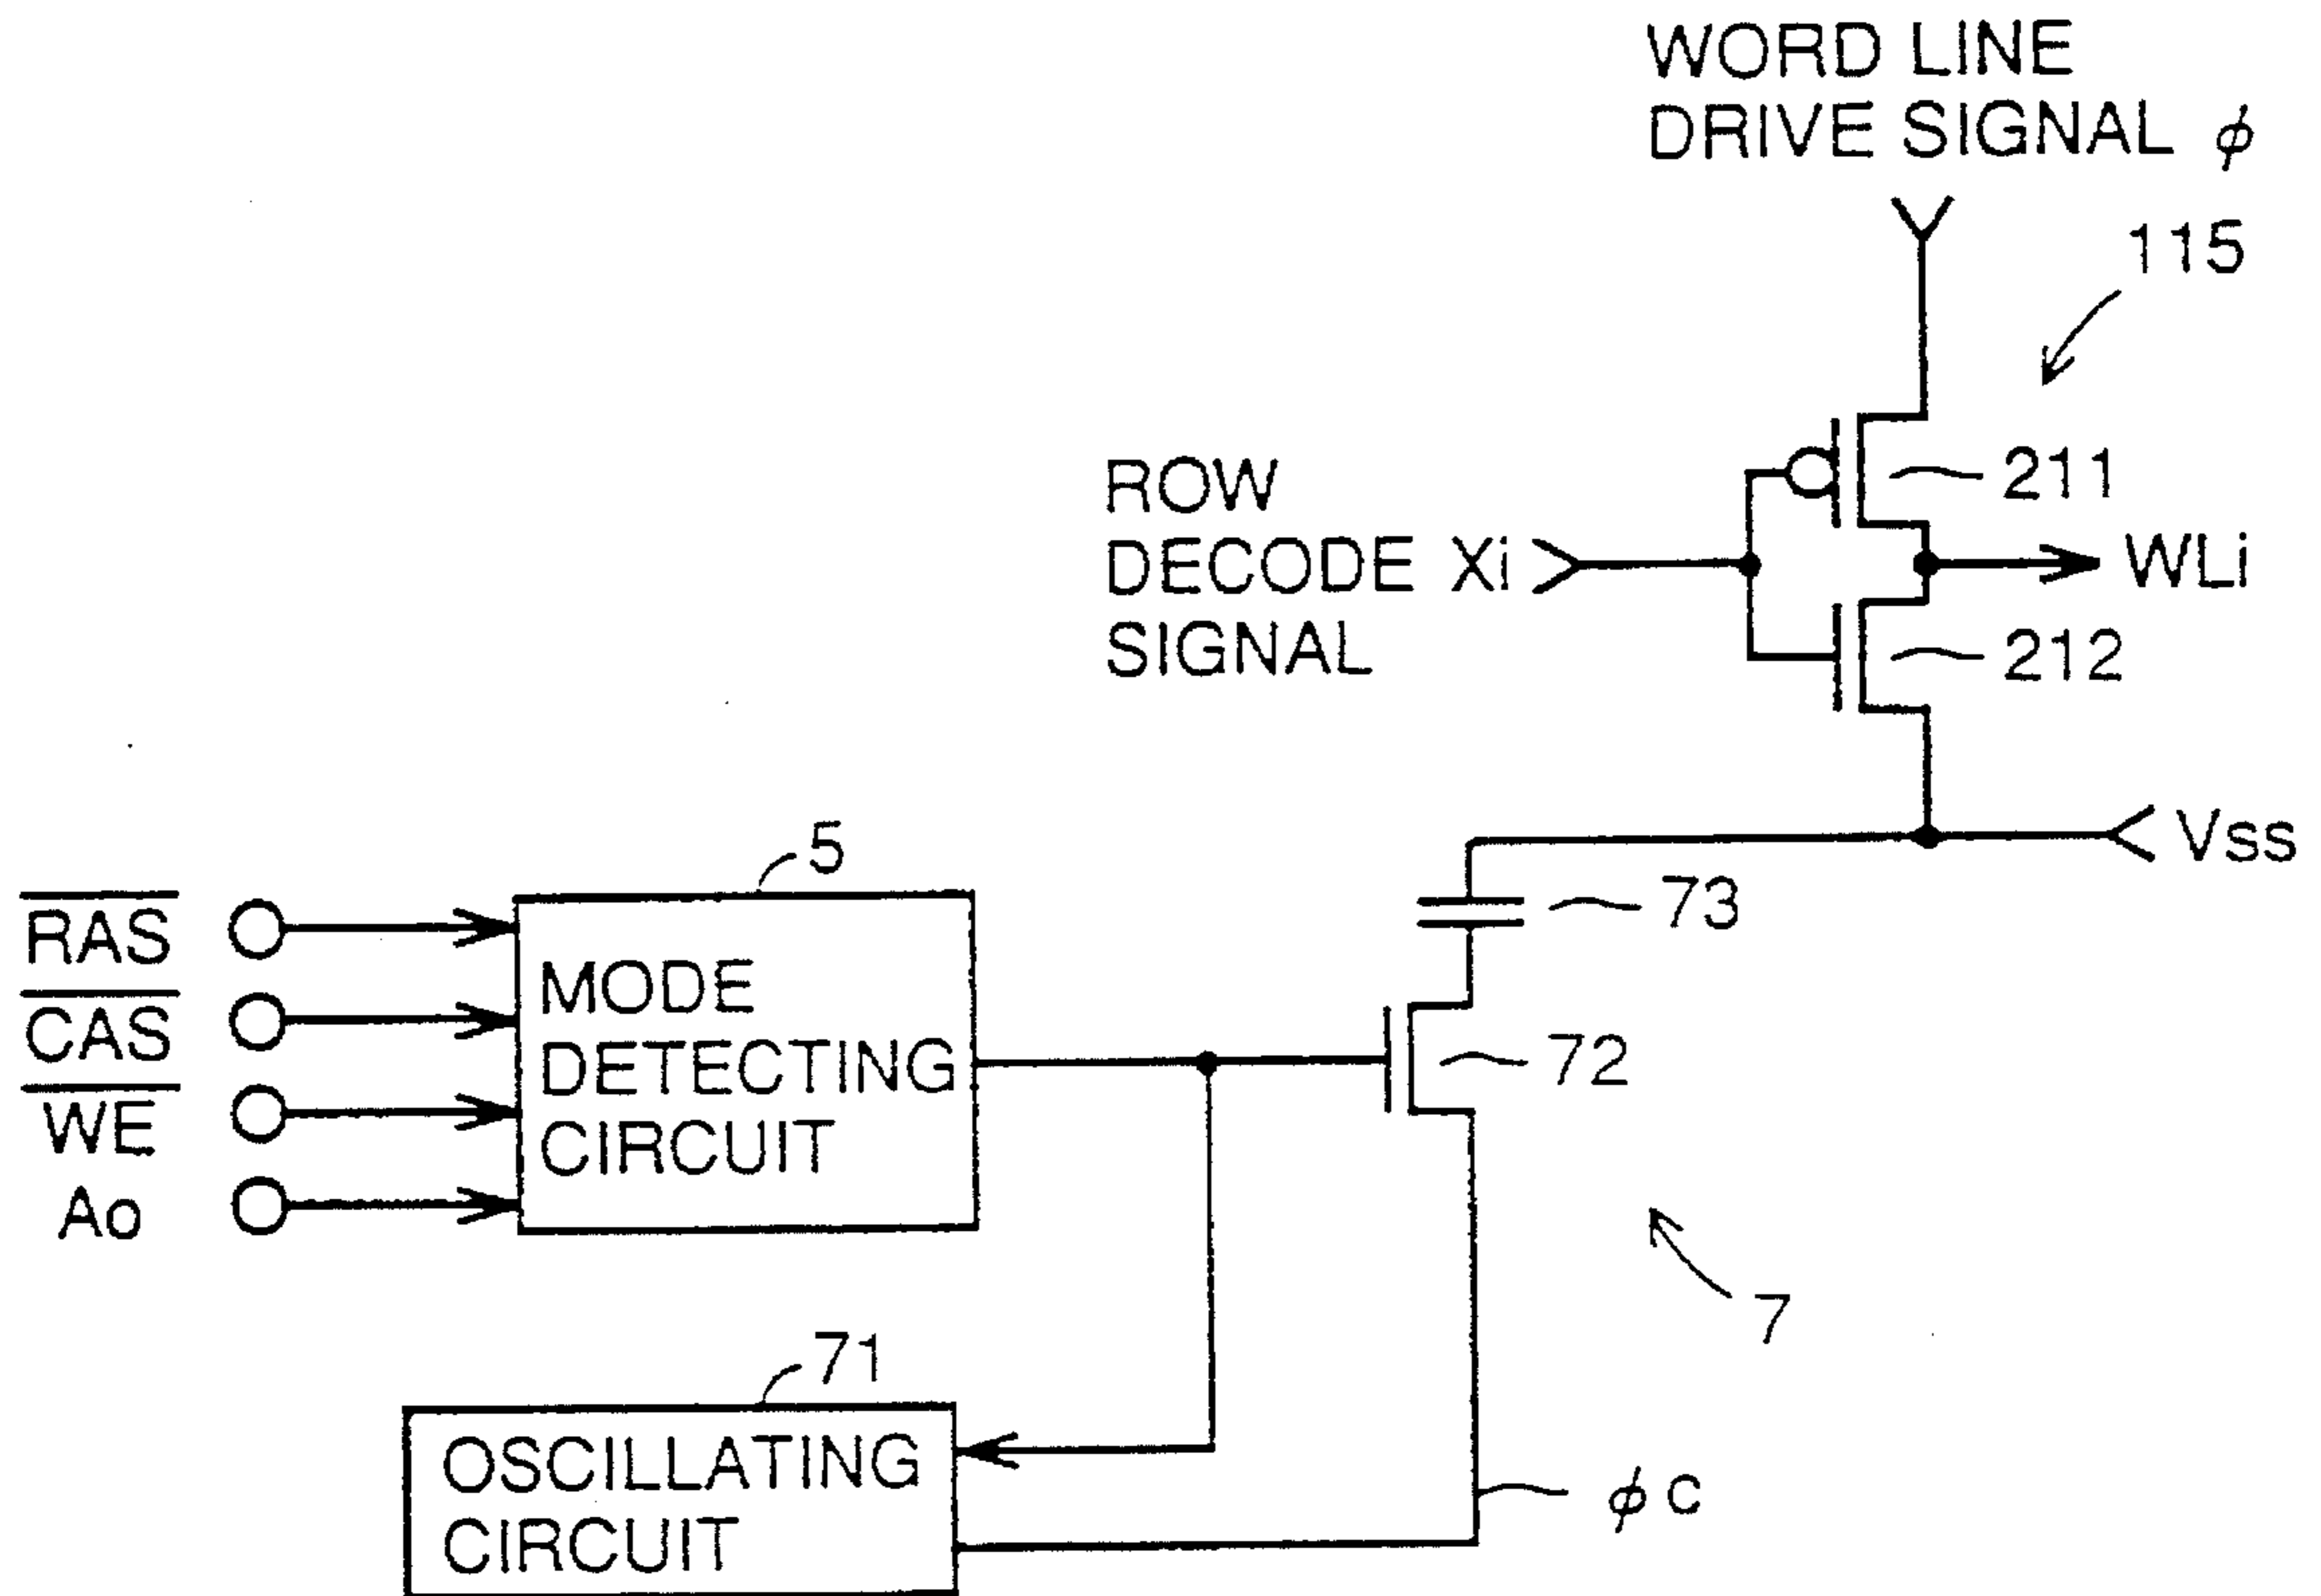 WORD LINE
DRIVE SIGNAL ϕ
115
211
ROW
DECODE Xi
SIGNAL
WLi
212
Vss
5
73
RAS
CAS
WE
Ao
MODE
DETECTING
CIRCUIT
72
7
71
OSCILLATING
CIRCUIT
ϕc